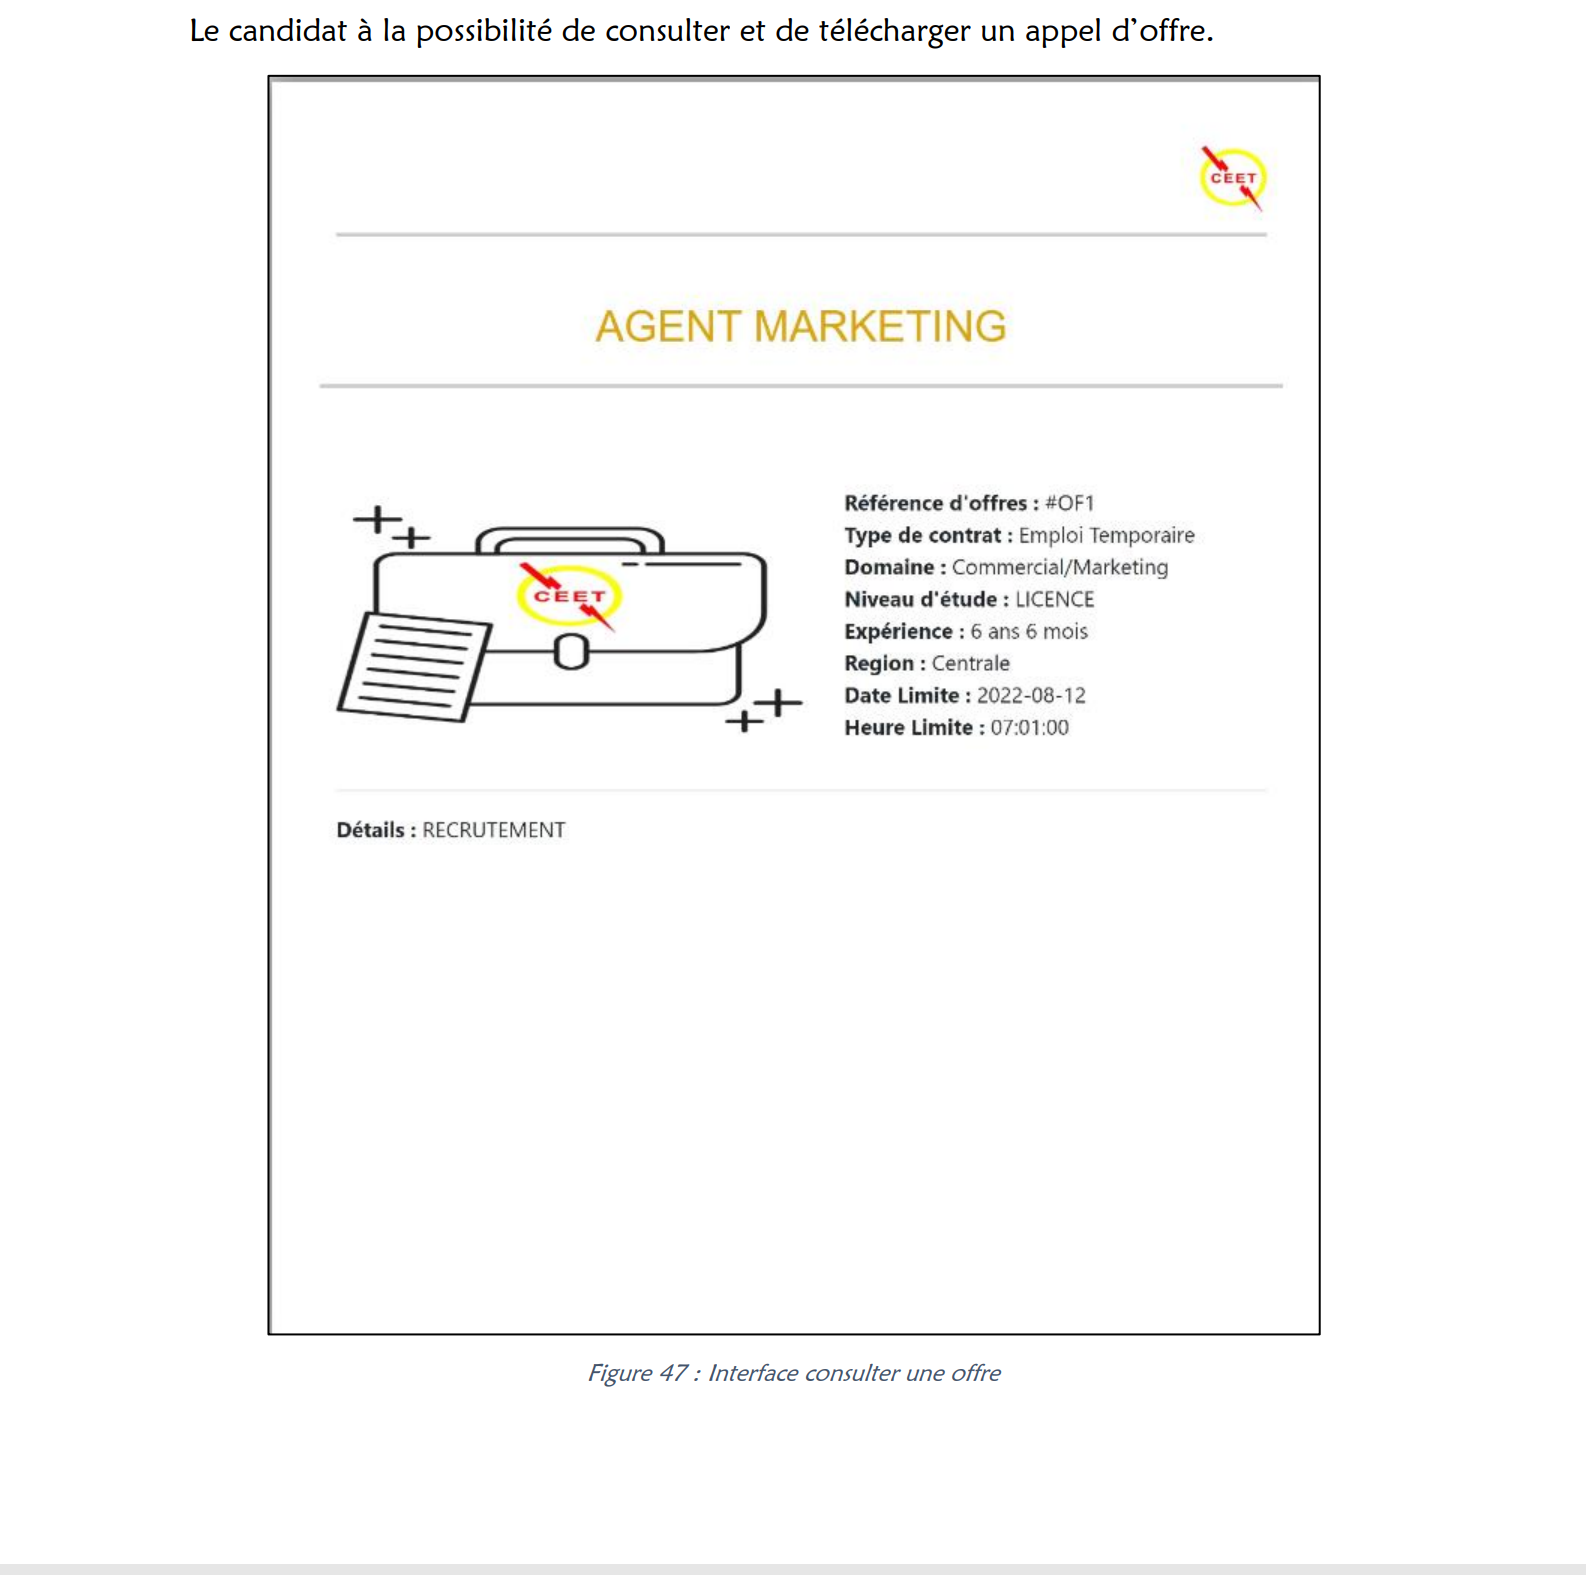 Le candidat à la possibilité de consulter et de télécharger un appel d’offre.
CEET
AGENT MARKETING
CEET
Référence d'offres : #OF1
Type de contrat : Emploi Temporaire
Domaine : Commercial/Marketing
Niveau d'étude : LICENCE
Expérience : 6 ans 6 mois
Region : Centrale
Date Limite : 2022-08-12
Heure Limite : 07:01:00
Détails : RECRUTEMENT
Figure 47 : Interface consulter une offre